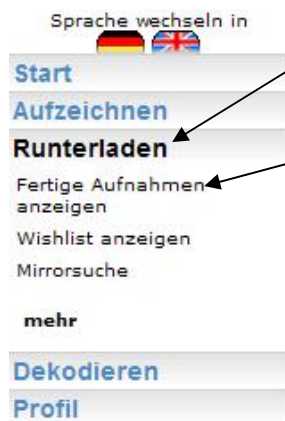 Sprache wechseln in
Start
Aufzeichnen
Runterladen
Fertige Aufnahmen
anzeigen
Wishlist anzeigen
Mirrorsuche
mehr
Dekodieren
Profil